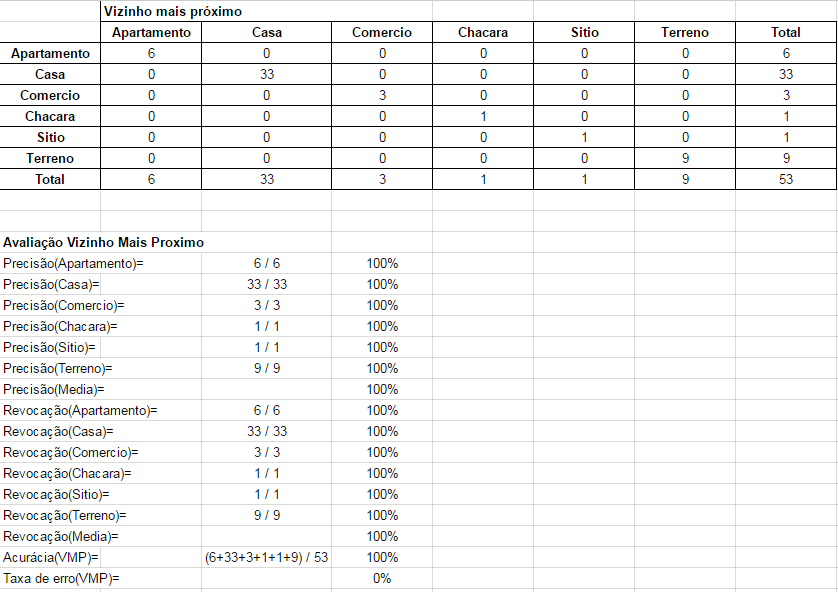 Vizinho mais próximo
Apartamento Casa Comercio Chacara Sitio Terreno Total
Apartamento 6 0 0 0 0 0 6
Casa 0 33 0 0 0 0 33
Comercio 0 0 3 0 0 0 3
Chacara 0 0 0 1 0 0 1
Sitio 0 0 0 0 1 0 1
Terreno 0 0 0 0 0 9 9
Total 6 33 3 1 1 9 53
Avaliação Vizinho Mais Proximo
Precisão(Apartamento)= 6 / 6 100%
Precisão(Casa)= 33 / 33 100%
Precisão(Comercio)= 3 / 3 100%
Precisão(Chacara)= 1 / 1 100%
Precisão(Sitio)= 1 / 1 100%
Precisão(Terreno)= 9 / 9 100%
Precisão(Media)= 100%
Revocação(Apartamento)= 6 / 6 100%
Revocação(Casa)= 33 / 33 100%
Revocação(Comercio)= 3 / 3 100%
Revocação(Chacara)= 1 / 1 100%
Revocação(Sitio)= 1 / 1 100%
Revocação(Terreno)= 9 / 9 100%
Revocação(Media)= 100%
Acurácia(VMP)= (6+33+3+1+1+9) / 53 100%
Taxa de erro(VMP)= 0%